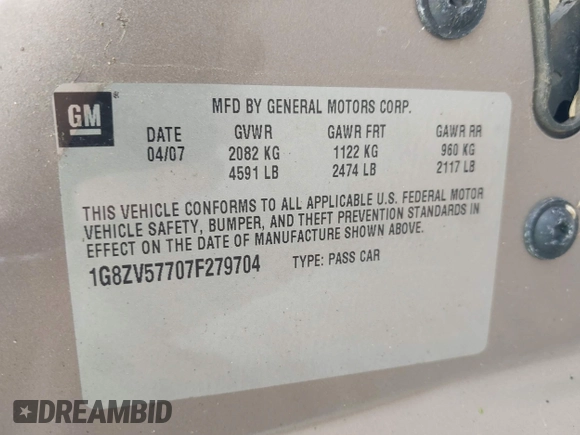 GM®
MFD BY GENERAL MOTORS CORP.
DATE GVWR GAWR FRT GAWR RR
04/07 2082 KG 1122 KG 960 KG
4591 LB 2474 LB 2117 LB
THIS VEHICLE CONFORMS TO ALL APPLICABLE U.S. FEDERAL MOTOR
VEHICLE SAFETY, BUMPER, AND THEFT PREVENTION STANDARDS IN
EFFECT ON THE DATE OF MANUFACTURE SHOWN ABOVE.
1G8ZV57707F279704 TYPE: PASS CAR
DREAMBID